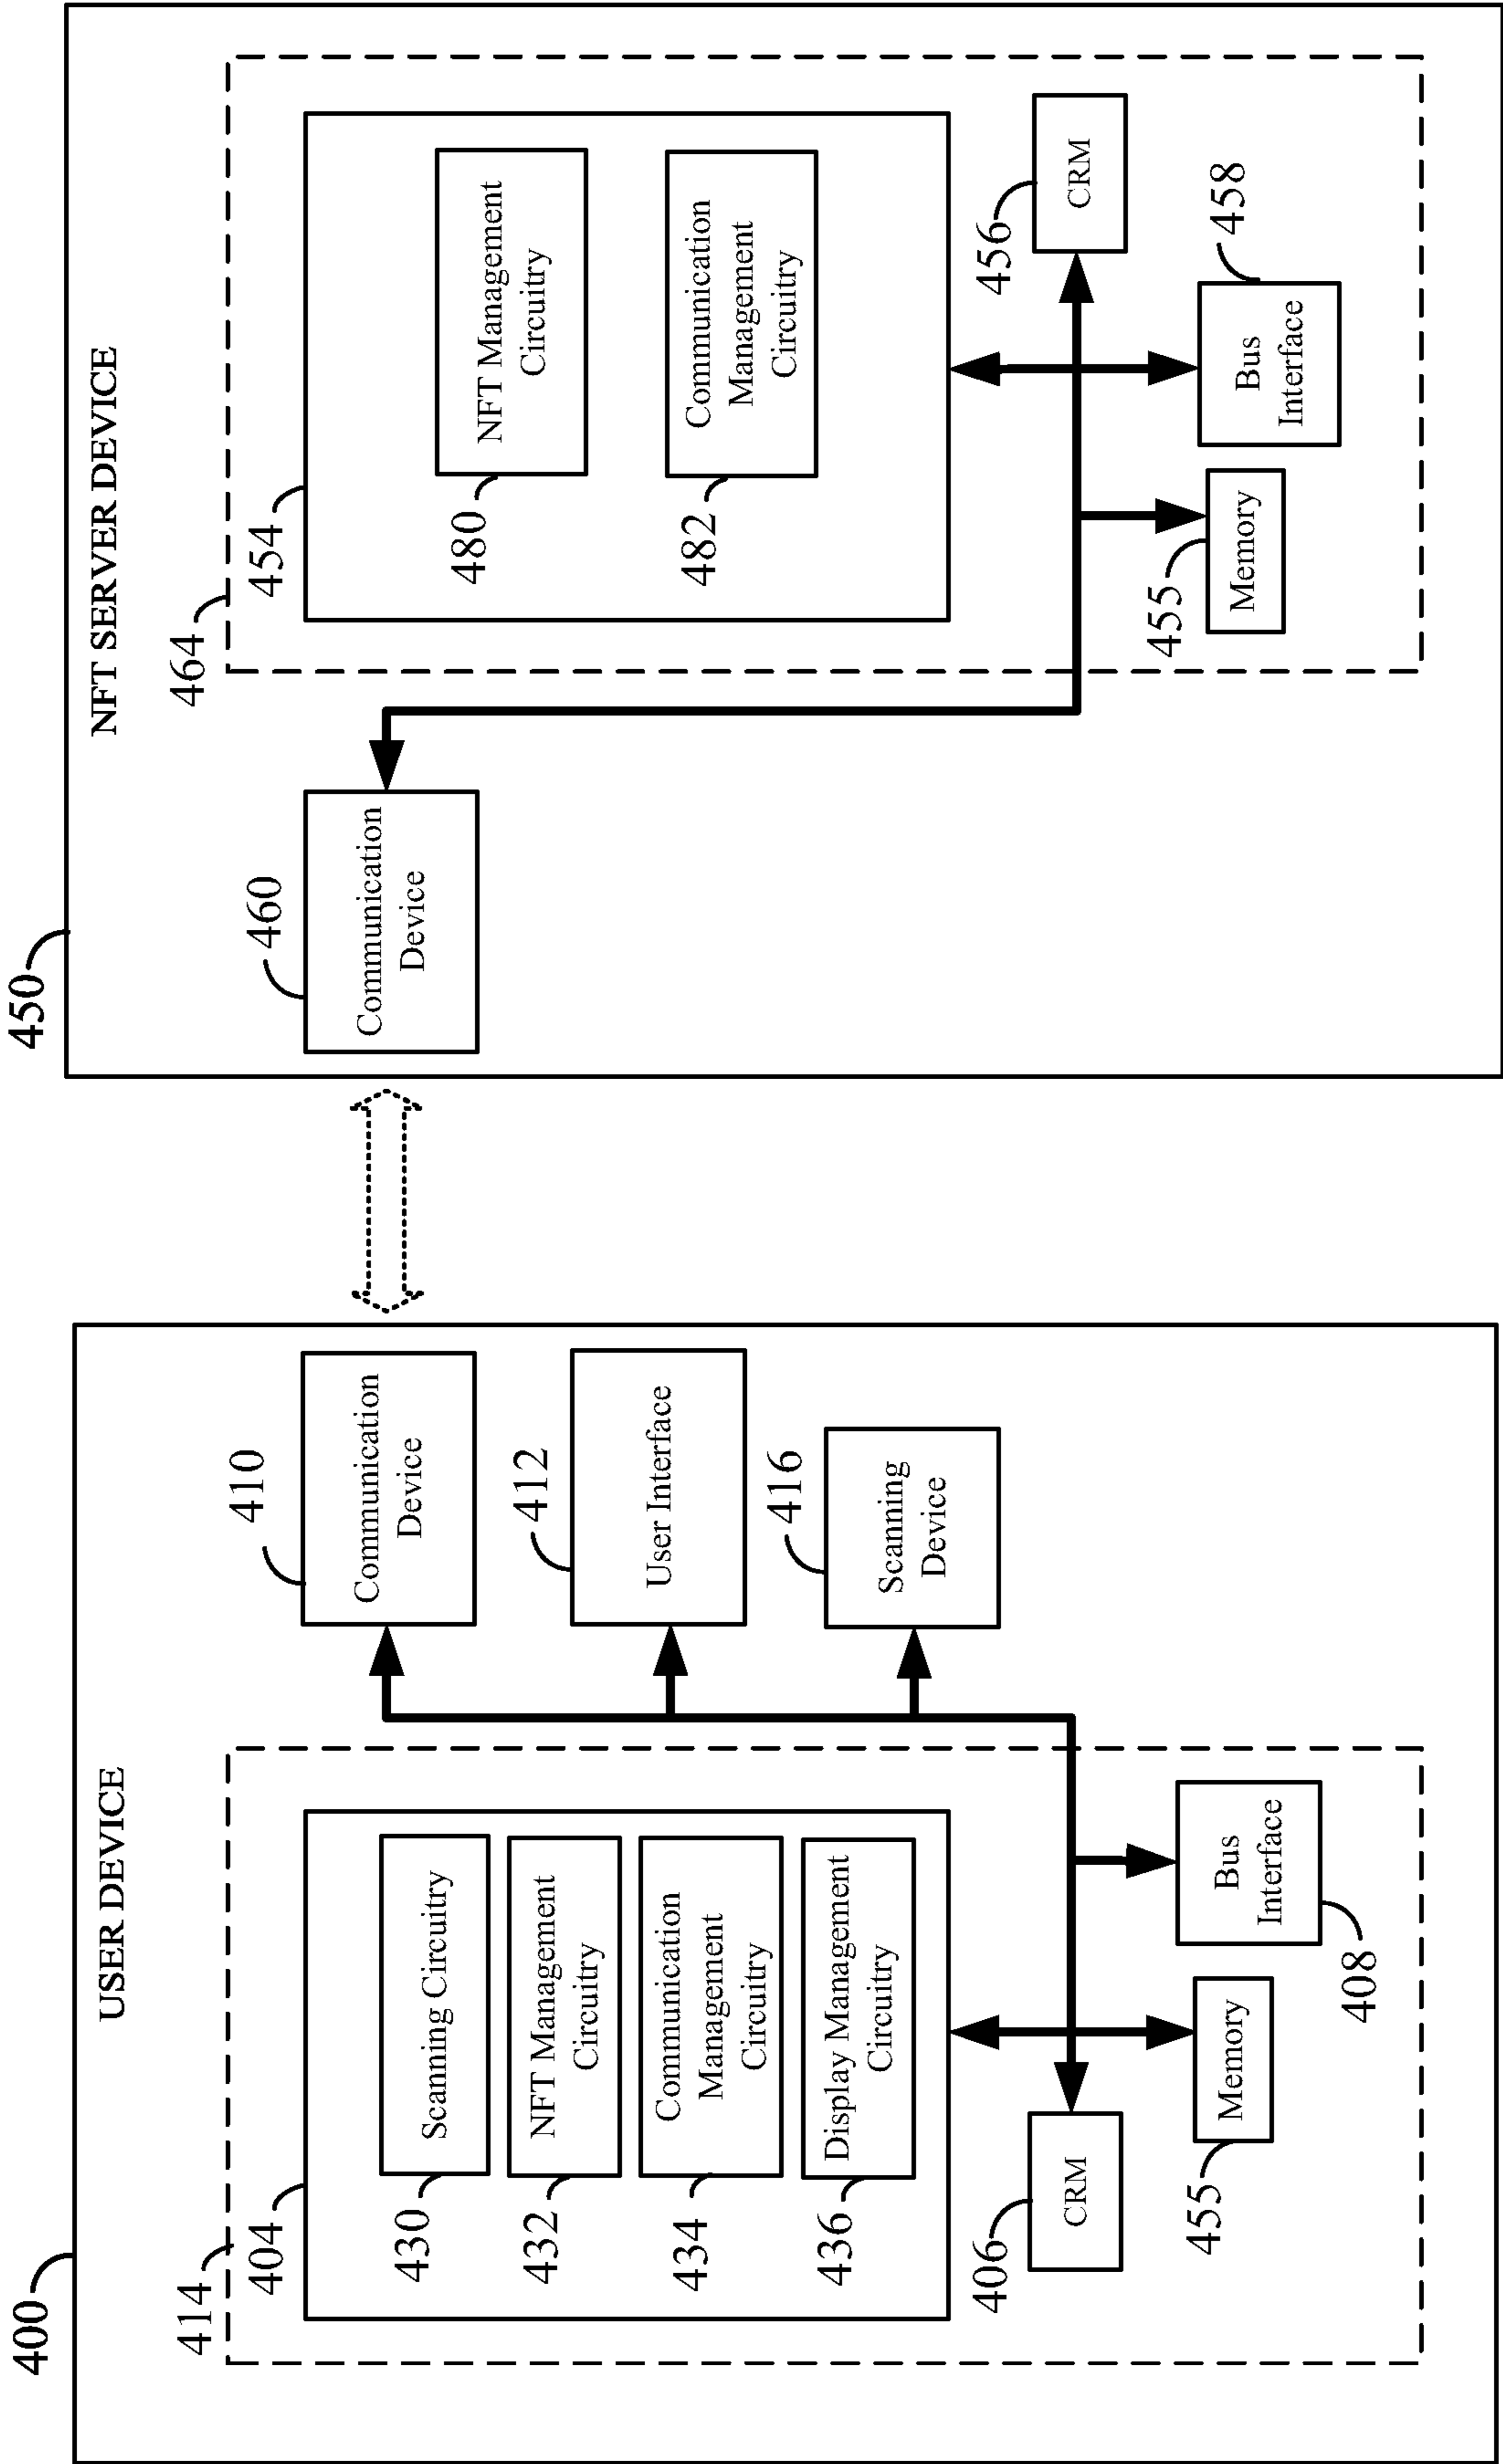 400
USER DEVICE
414
404
430
Scanning Circuitry
432
NFT Management
Circuitry
434
Communication
Management
Circuitry
436
Display Management
Circuitry
406
CRM
455
Memory
408
Bus
Interface
410
Communication
Device
412
User Interface
416
Scanning
Device
450
NFT SERVER DEVICE
460
Communication
Device
464
454
480
NFT Management
Circuitry
482
Communication
Management
Circuitry
455
Memory
458
Bus
Interface
456
CRM